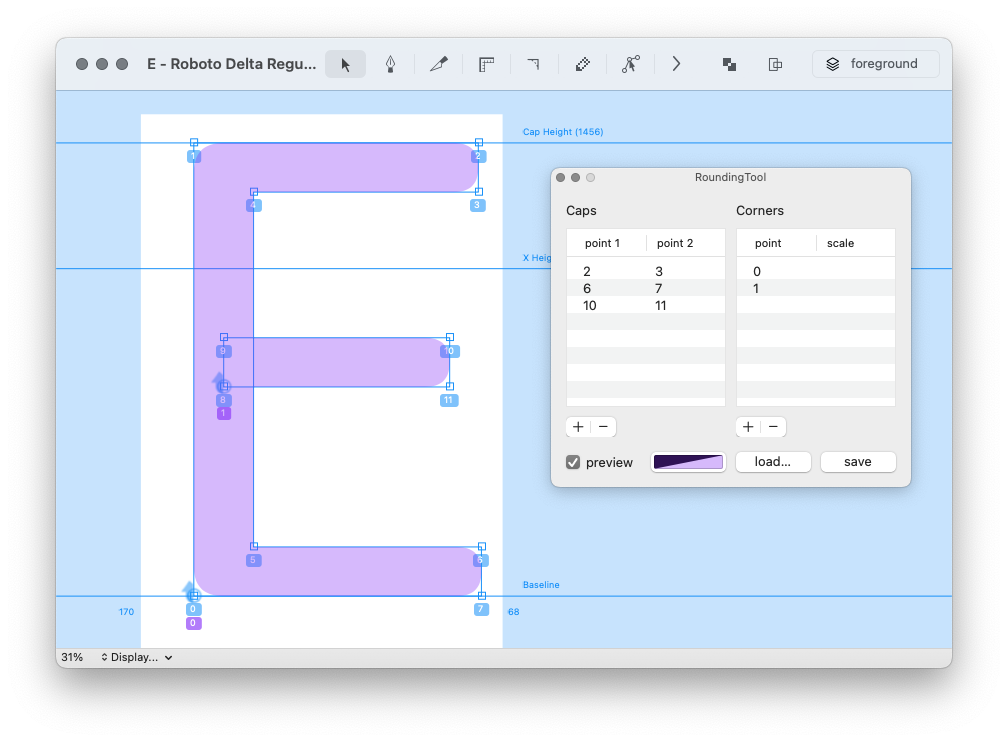 E - Roboto Delta Regu...
foreground
Cap Height (1456)
1
2
4
3
RoundingTool
Caps
Corners
point 1 point 2
point scale
2 3
6 7
10 11
0
1
X Heig
9
10
8
11
1
+ −
+ −
preview
load...
save
5
6
Baseline
170
0
7
68
0
31%
Display...